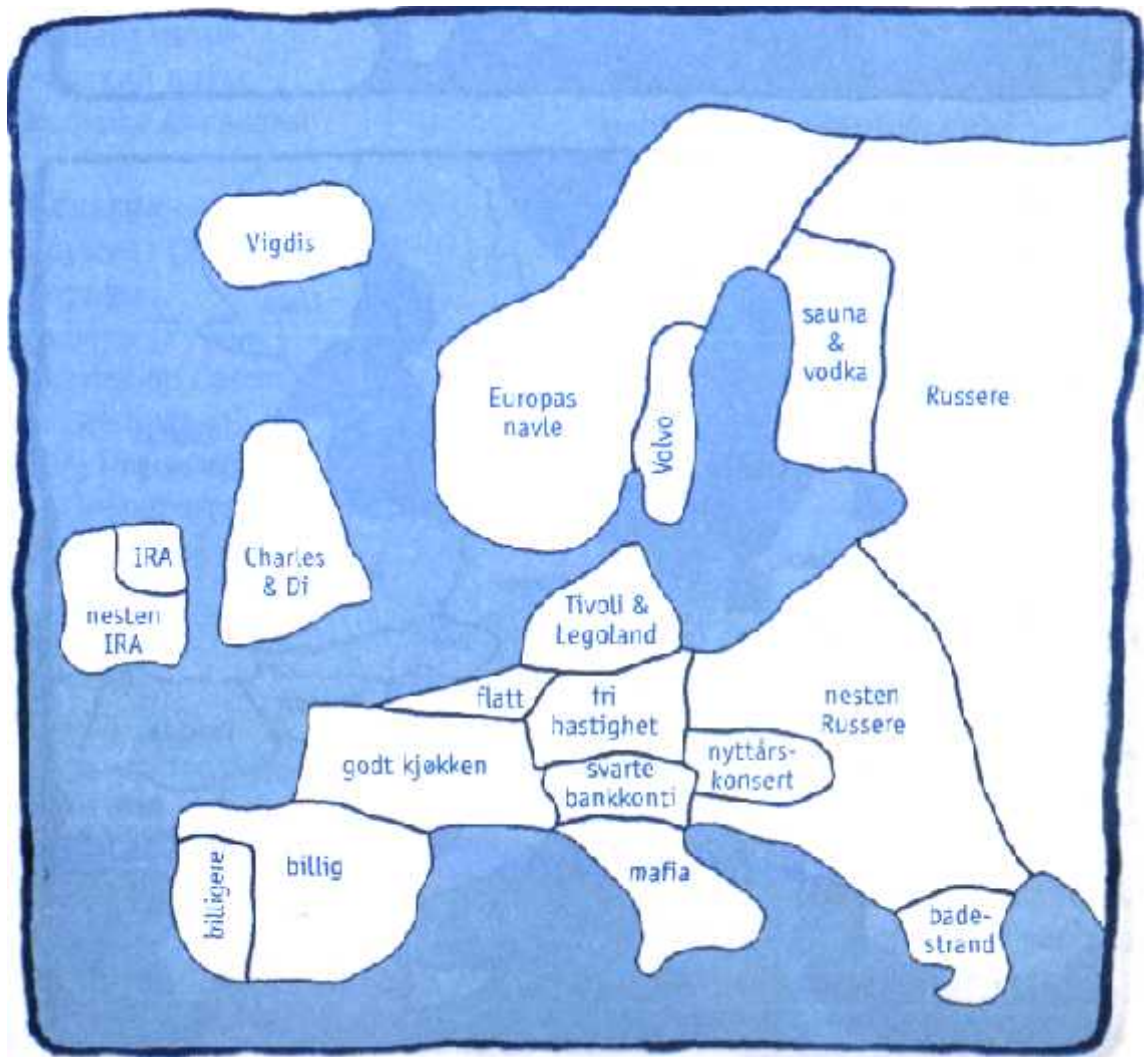 Vigdis
sauna
&
vodka
Europas
navle
Volvo
Russere
IRA
nesten
IRA
Charles
& Di
Tivoli &
Legoland
flatt
fri
hastighet
nesten
Russere
godt kjøkken
svarte
bankkonti
nyttårs-
konsert
billigere
billig
mafia
bade-
strand